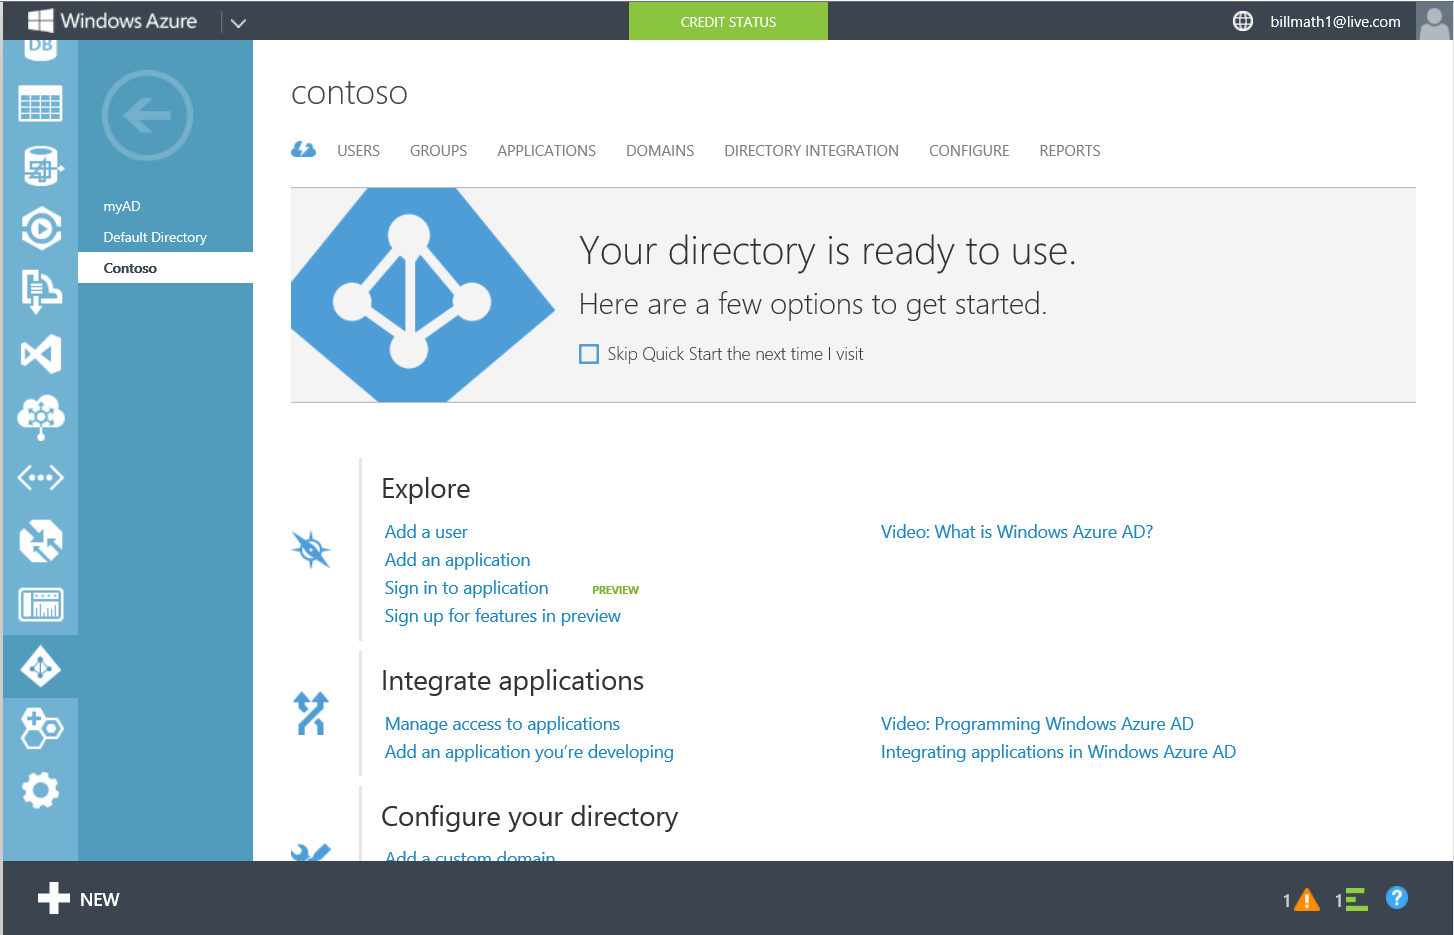 Windows Azure
CREDIT STATUS
billmath1@live.com
DB
myAD
Default Directory
Contoso
contoso
USERS GROUPS APPLICATIONS DOMAINS DIRECTORY INTEGRATION CONFIGURE REPORTS
Your directory is ready to use.
Here are a few options to get started.
Skip Quick Start the next time I visit
Explore
Add a user
Video: What is Windows Azure AD?
Add an application
Sign in to application PREVIEW
Sign up for features in preview
Integrate applications
Manage access to applications
Video: Programming Windows Azure AD
Add an application you’re developing
Integrating applications in Windows Azure AD
Configure your directory
Add a custom domain
NEW
1
1
?